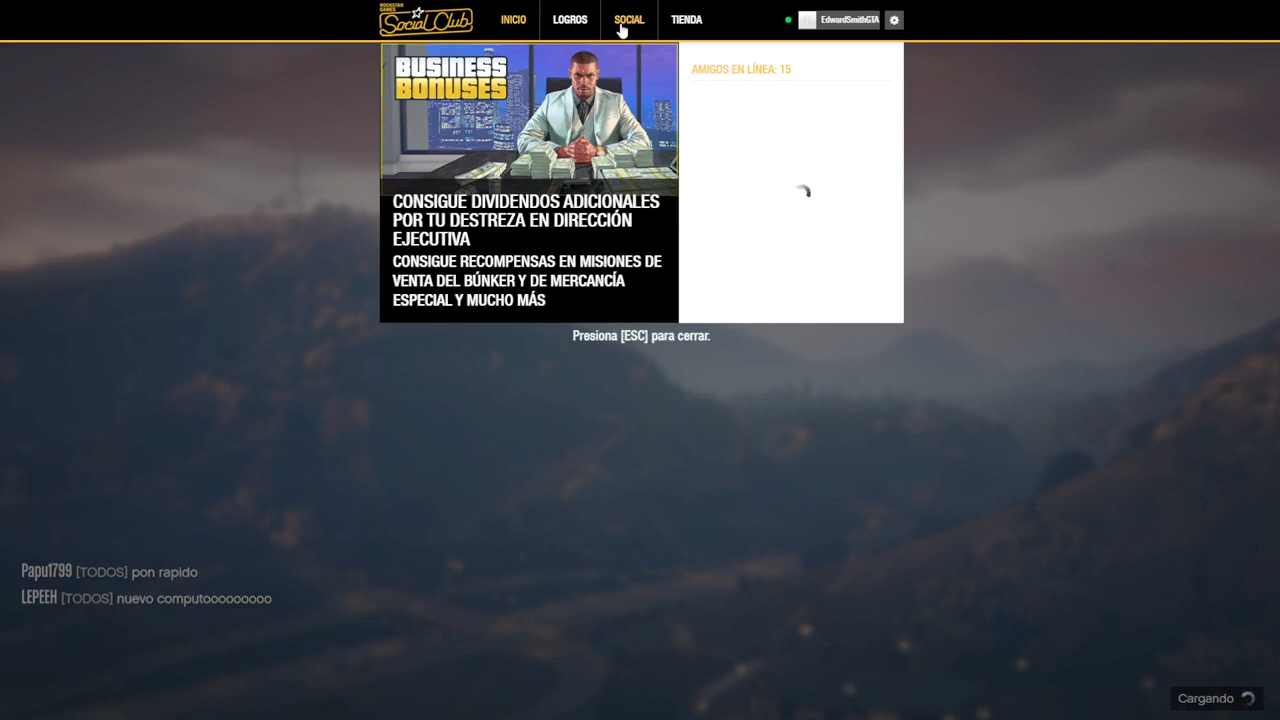 ROCKSTAR
GAMES
Social Club
INICIO
LOGROS
SOCIAL
TIENDA
EdwardSmithGTA
BUSINESS
BONUSES
CONSIGUE DIVIDENDOS ADICIONALES
POR TU DESTREZA EN DIRECCIÓN
EJECUTIVA
CONSIGUE RECOMPENSAS EN MISIONES DE
VENTA DEL BÚNKER Y DE MERCANCÍA
ESPECIAL Y MUCHO MÁS
AMIGOS EN LÍNEA: 15
Presiona [ESC] para cerrar.
Papu1799 [TODOS] pon rapido
LEPEEH [TODOS] nuevo computooooooooo
Cargando